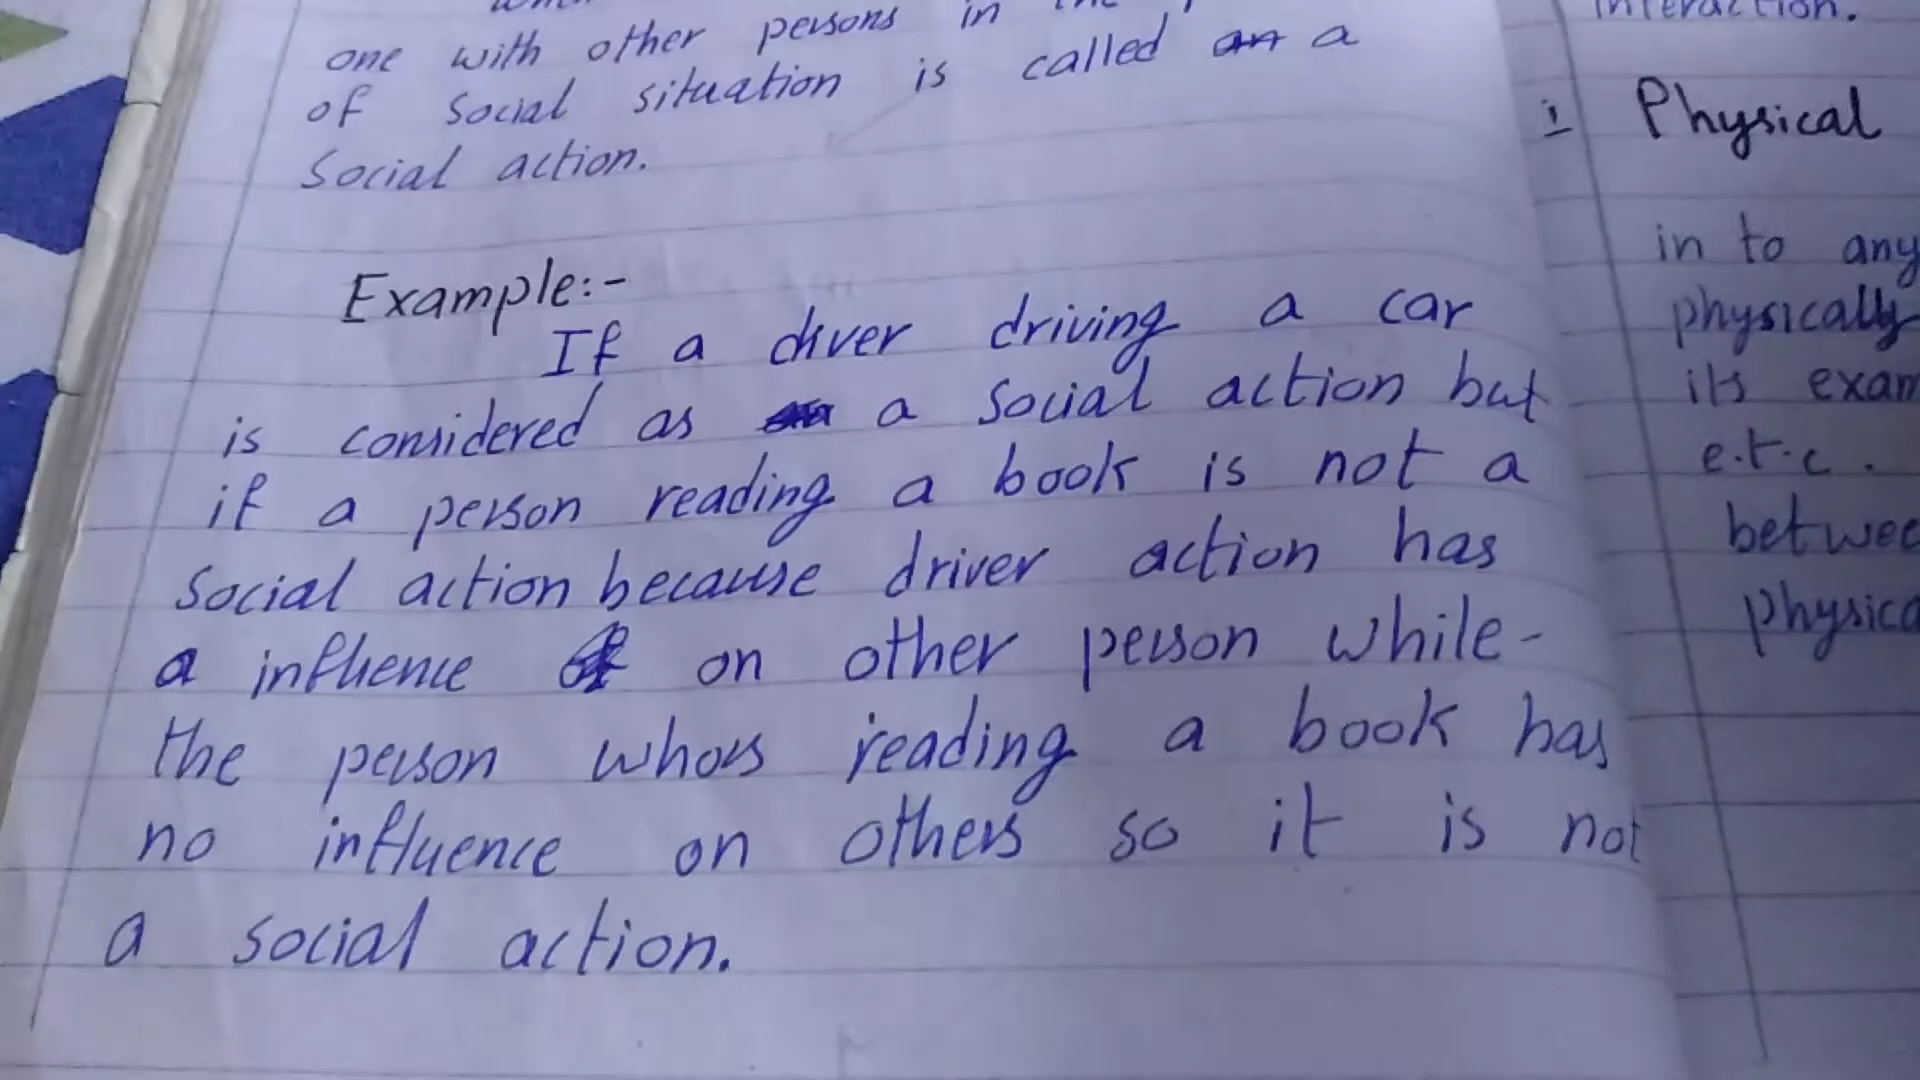 one with other persons in
of social situation is called a
Social action.
Example:-
If a driver driving a car
is considered as a social action but
if a person reading a book is not a
social action because driver action has
a influence on other person while-
the person whors reading a book has
no influence on others so it is not
a social action.
interaction.
i Physical
in to any
physically
its exam
e.t.c.
betwee
physica